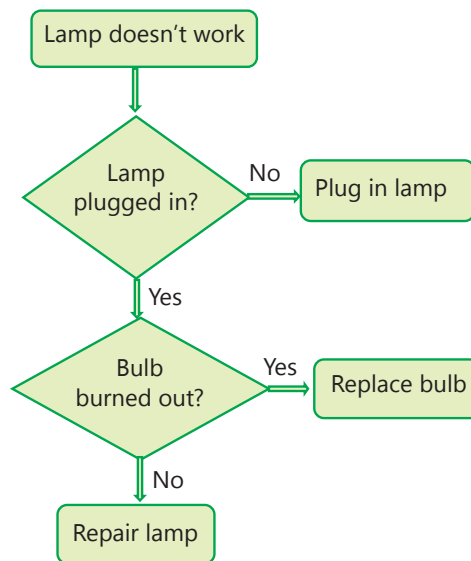 Lamp doesn't work
Lamp
plugged in?
No
Plug in lamp
Yes
Bulb
burned out?
Yes
Replace bulb
No
Repair lamp